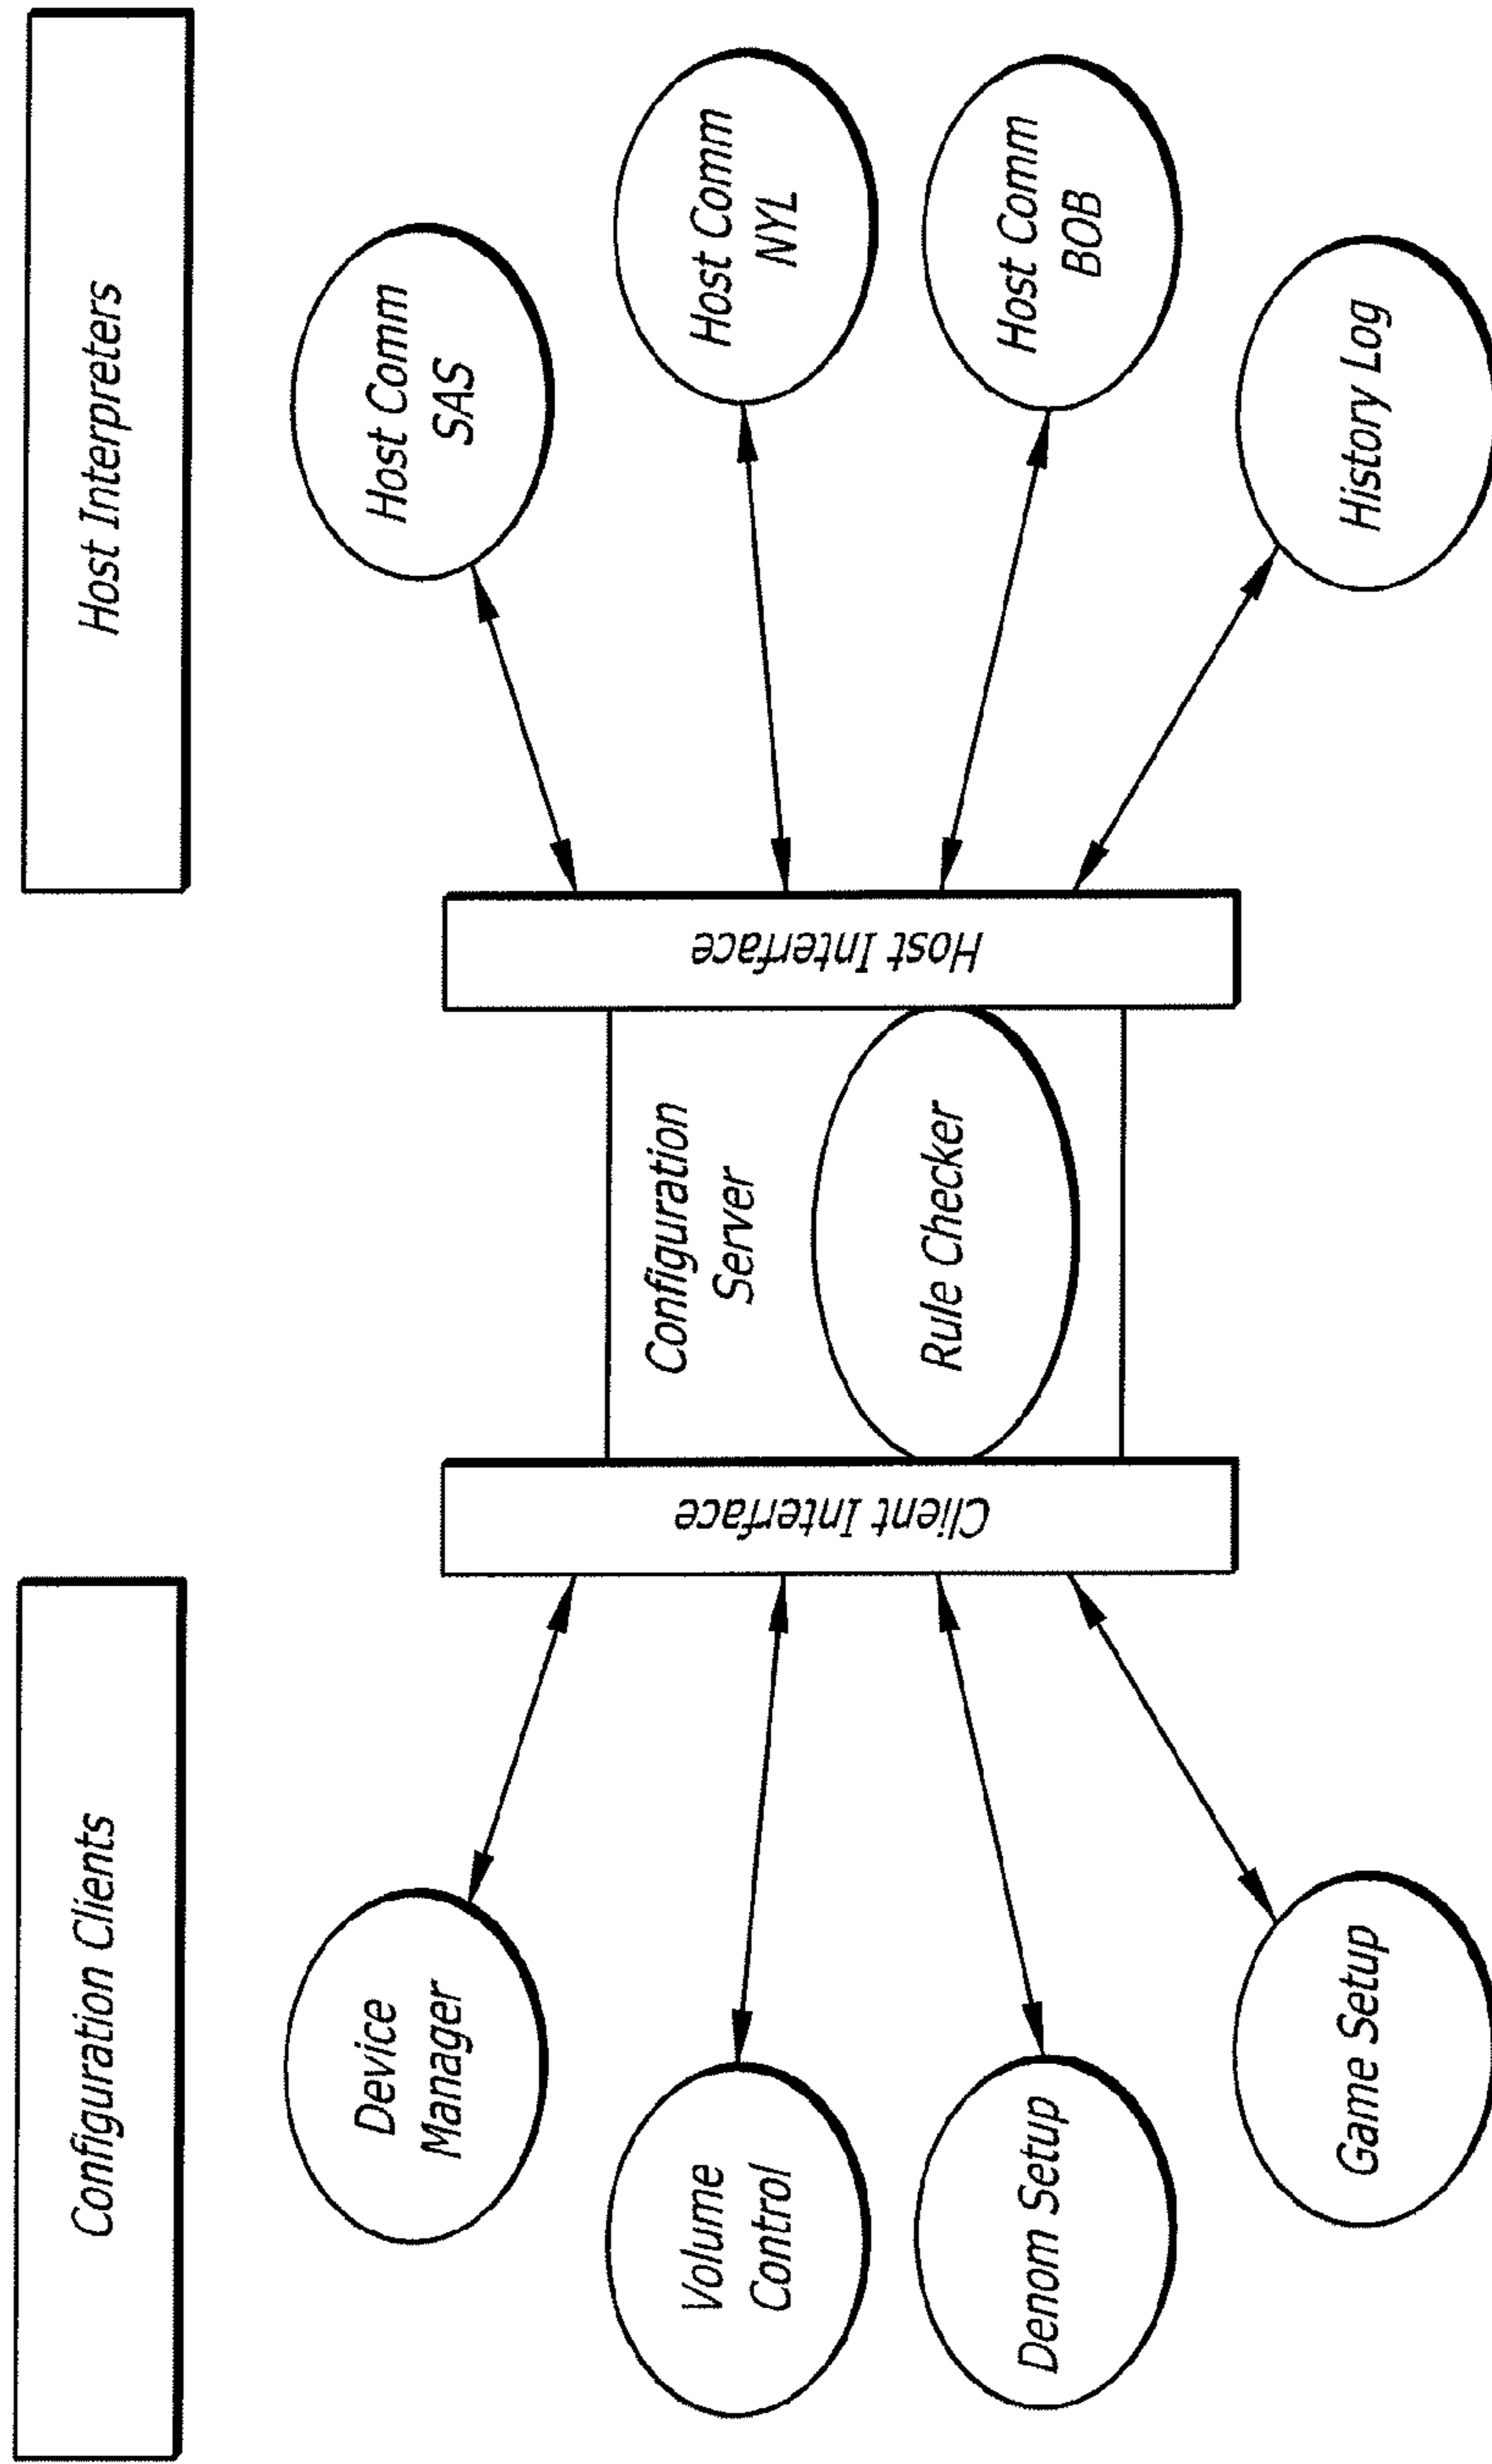 Configuration Clients
Host Interpreters
Device
Manager
Volume
Control
Denom Setup
Game Setup
Client Interface
Configuration
Server
Rule Checker
Host Interface
Host Comm
SAS
Host Comm
NYL
Host Comm
BOB
History Log